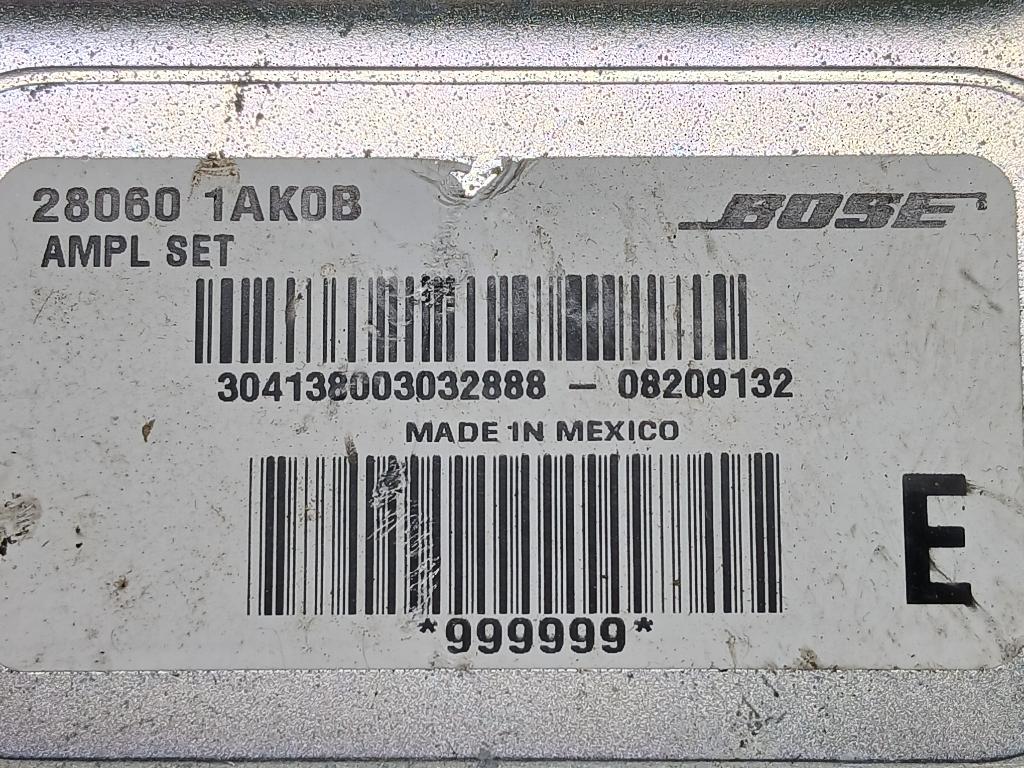 28060 1AK0B
BOSE
AMPL SET
304138003032888 - 08209132
MADE IN MEXICO
E
*999999*